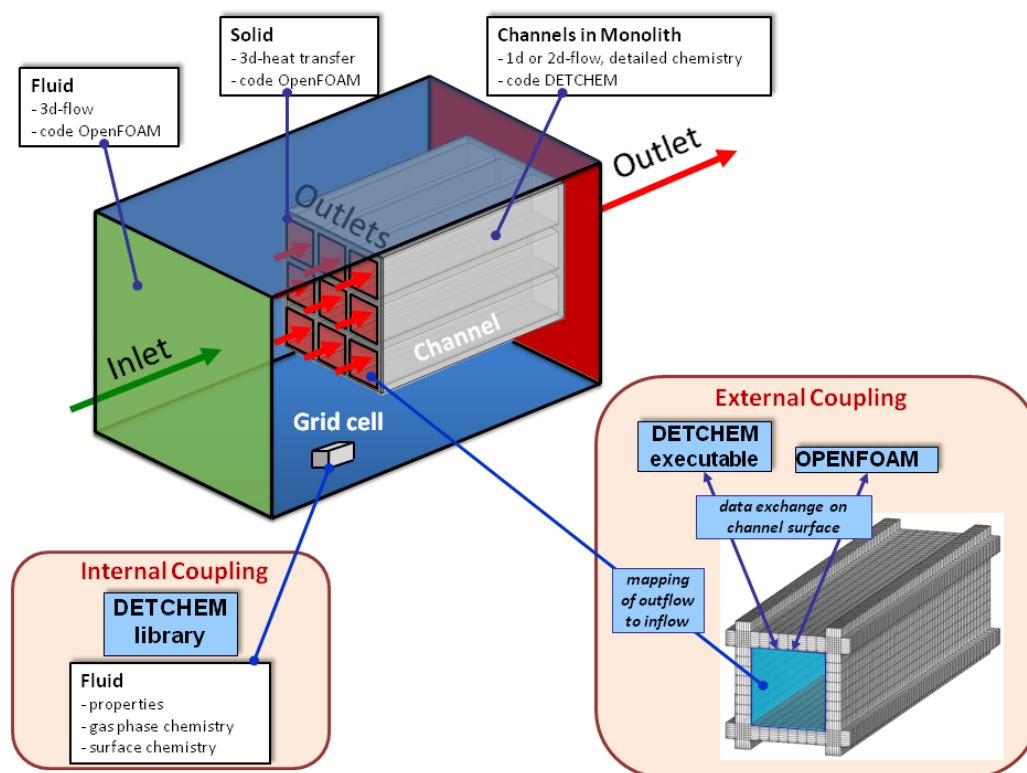 Solid
- 3d-heat transfer
- code OpenFOAM
Channels in Monolith
- 1d or 2d-flow, detailed chemistry
- code DETCHEM
Fluid
- 3d-flow
- code OpenFOAM
Outlet
Outlets
Channel
Inlet
Grid cell
External Coupling
DETCHEM
executable
OPENFOAM
data exchange on
channel surface
mapping
of outflow
to inflow
Internal Coupling
DETCHEM
library
Fluid
- properties
- gas phase chemistry
- surface chemistry